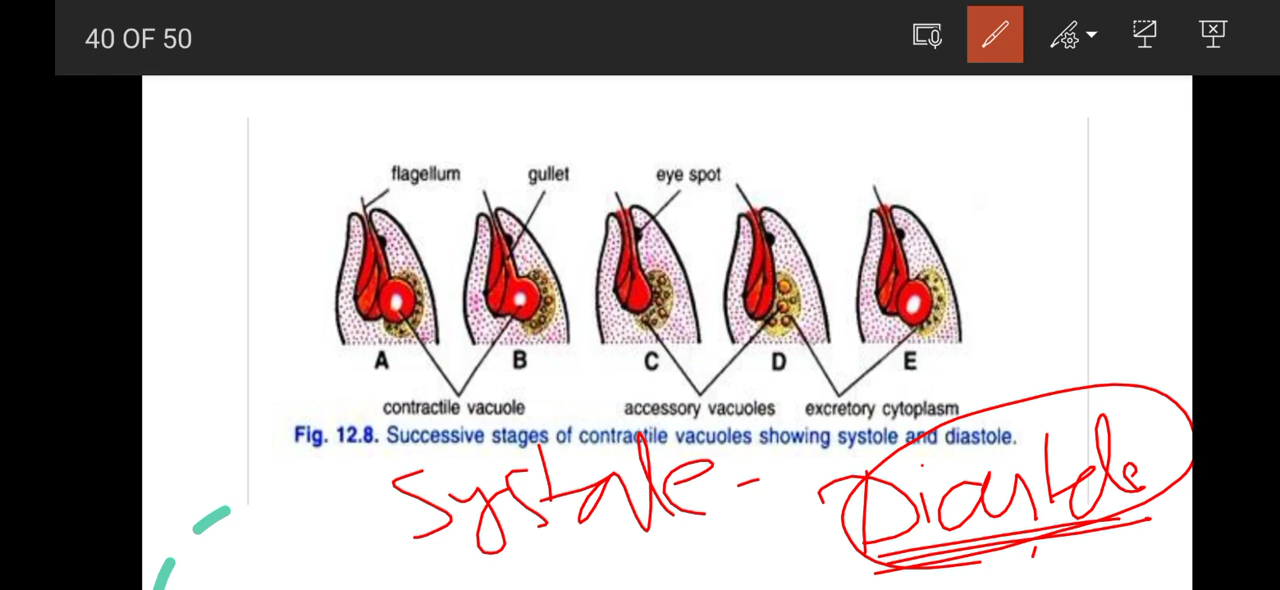 40 OF 50
flagellum gullet eye spot
A B C D E
contractile vacuole accessory vacuoles excretory cytoplasm
Fig. 12.8. Successive stages of contractile vacuoles showing systole and diastole.
Systole - Diastole